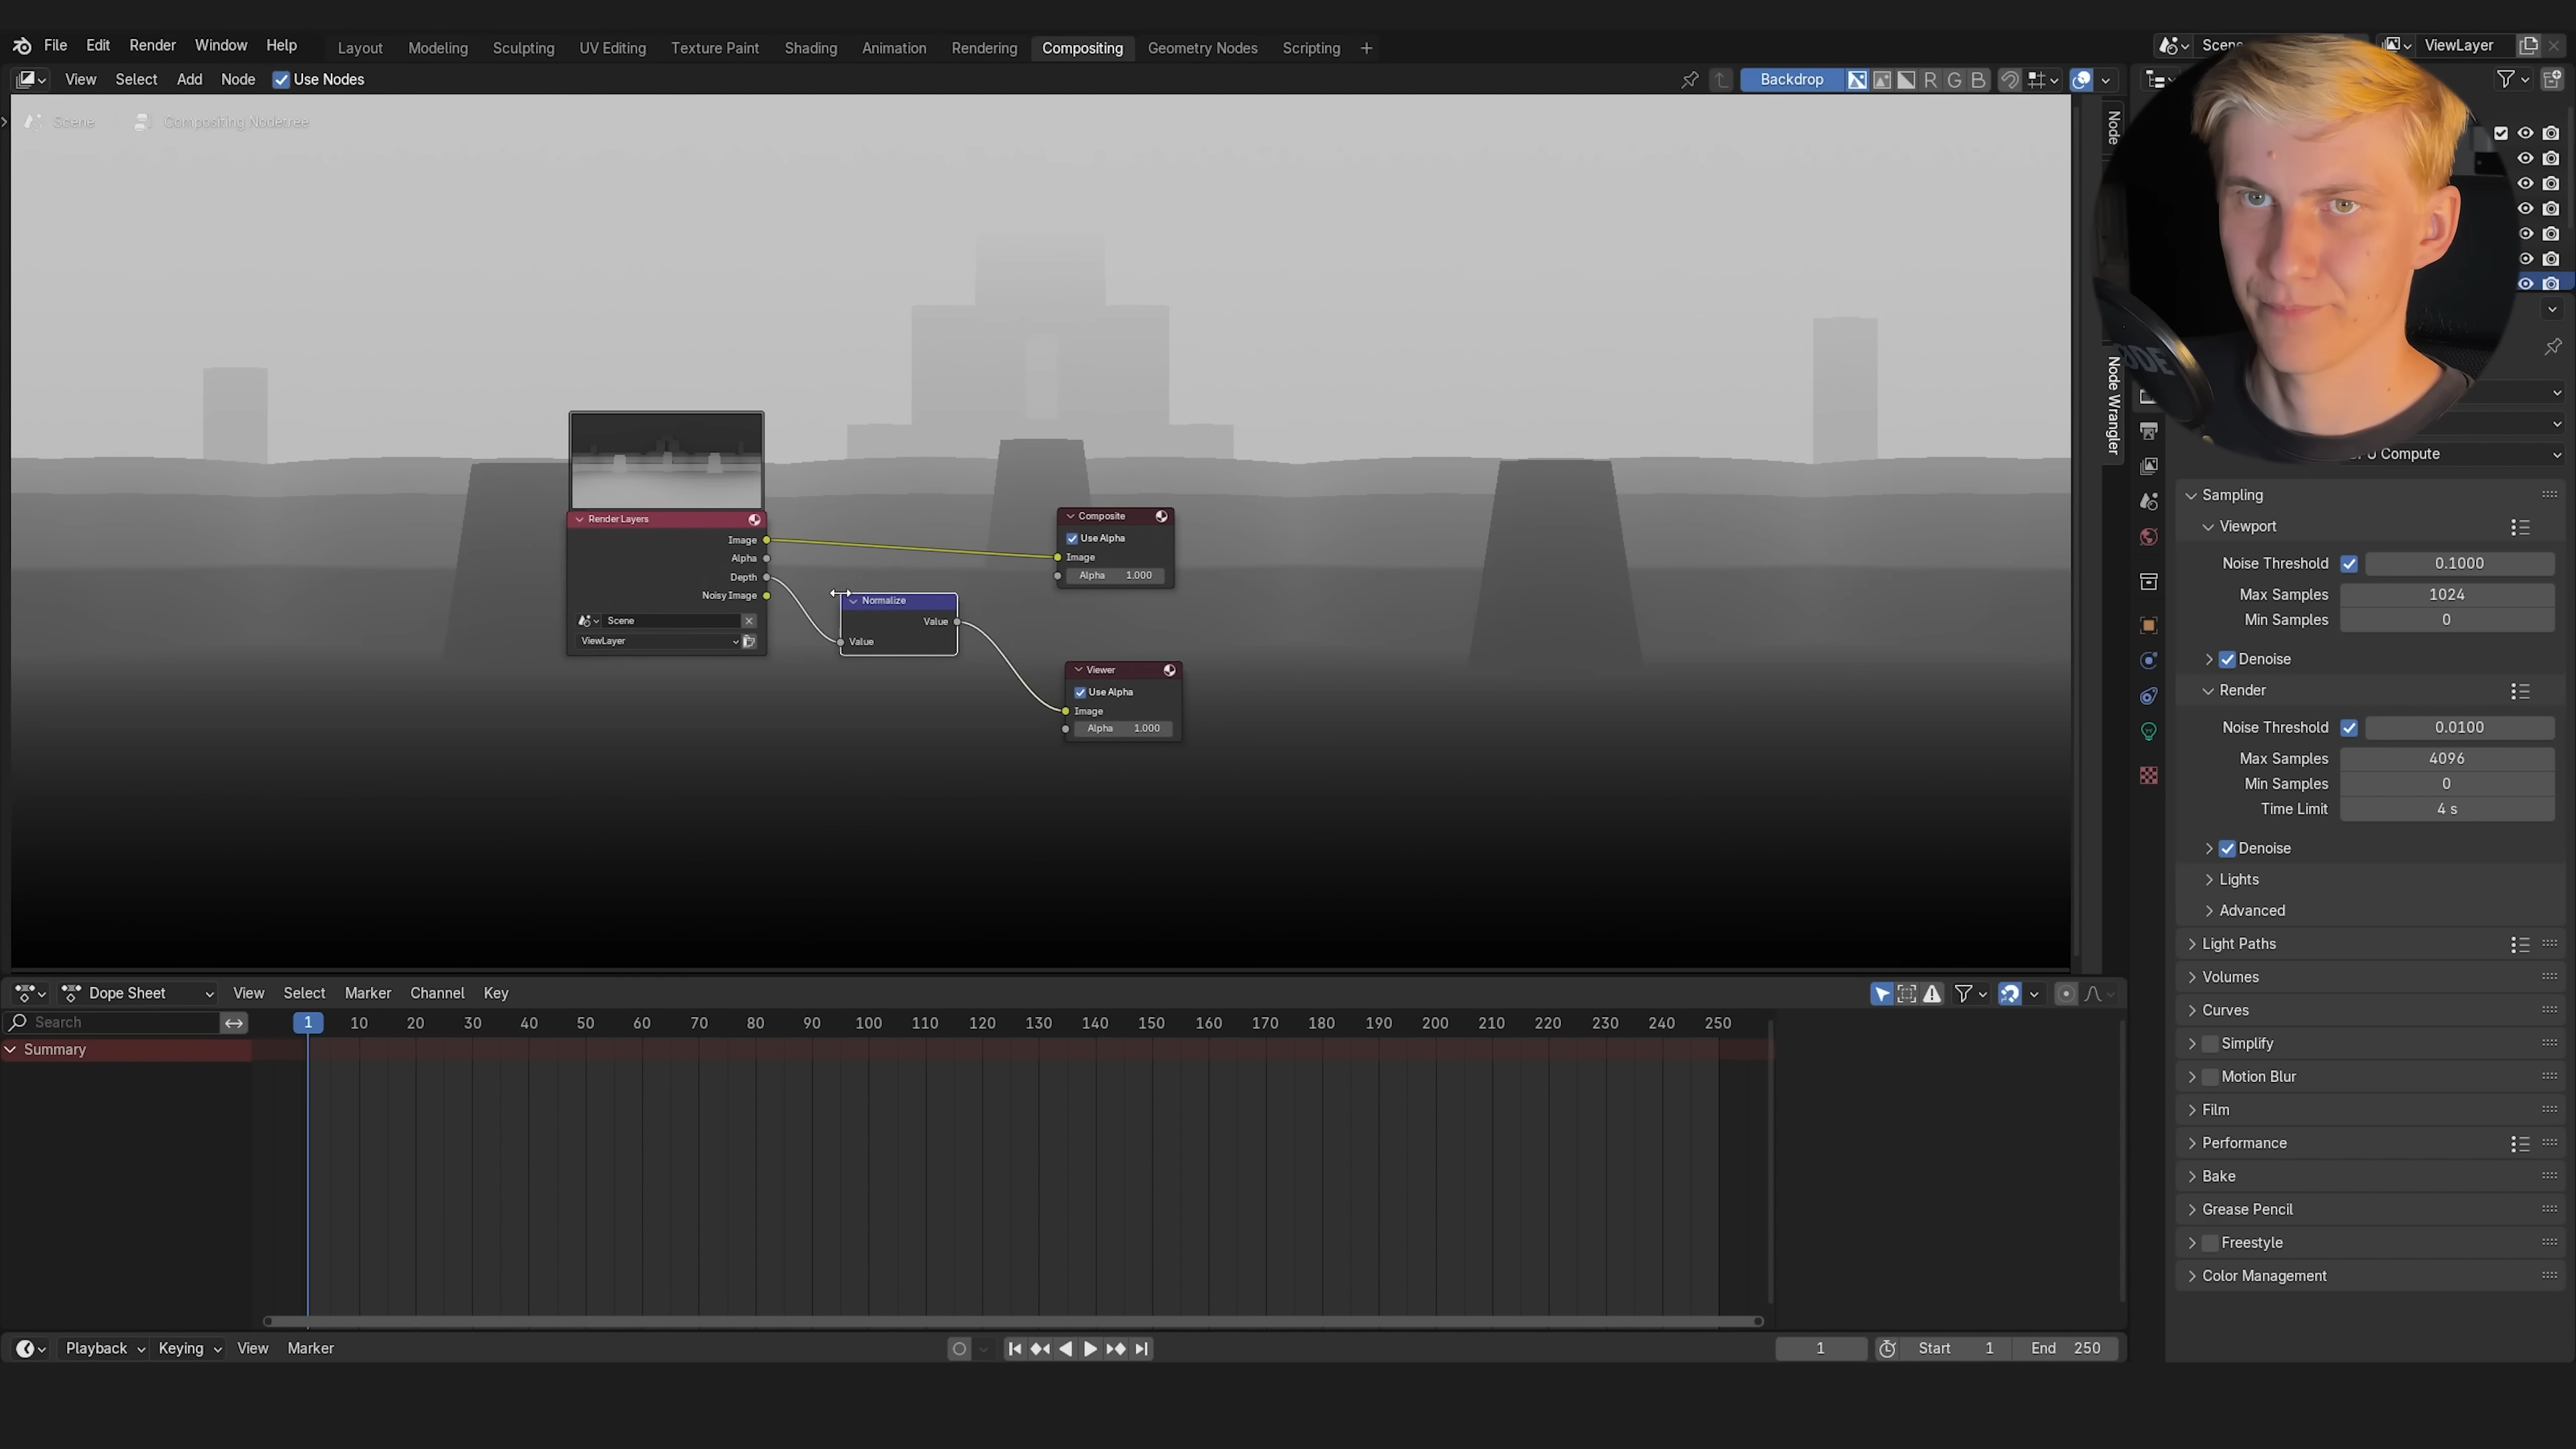 File Edit Render Window Help Layout Modeling Sculpting UV Editing Texture Paint Shading Animation Rendering Compositing Geometry Nodes Scripting + Scene ViewLayer
View Select Add Node Use Nodes Backdrop R G B
Scene Compositing Nodetree
Node
Node Wrangler
Render Layers
Image
Alpha
Depth
Noisy Image
Scene
ViewLayer
Composite
Use Alpha
Image
Alpha 1.000
Normalize
Value
Value
Viewer
Use Alpha
Image
Alpha 1.000
Compute
Sampling
Viewport
Noise Threshold 0.1000
Max Samples 1024
Min Samples 0
Denoise
Render
Noise Threshold 0.0100
Max Samples 4096
Min Samples 0
Time Limit 4 s
Denoise
Lights
Advanced
Light Paths
Volumes
Curves
Simplify
Motion Blur
Film
Performance
Bake
Grease Pencil
Freestyle
Color Management
Dope Sheet View Select Marker Channel Key
Search 1 10 20 30 40 50 60 70 80 90 100 110 120 130 140 150 160 170 180 190 200 210 220 230 240 250
Summary
Playback Keying View Marker 1 Start 1 End 250